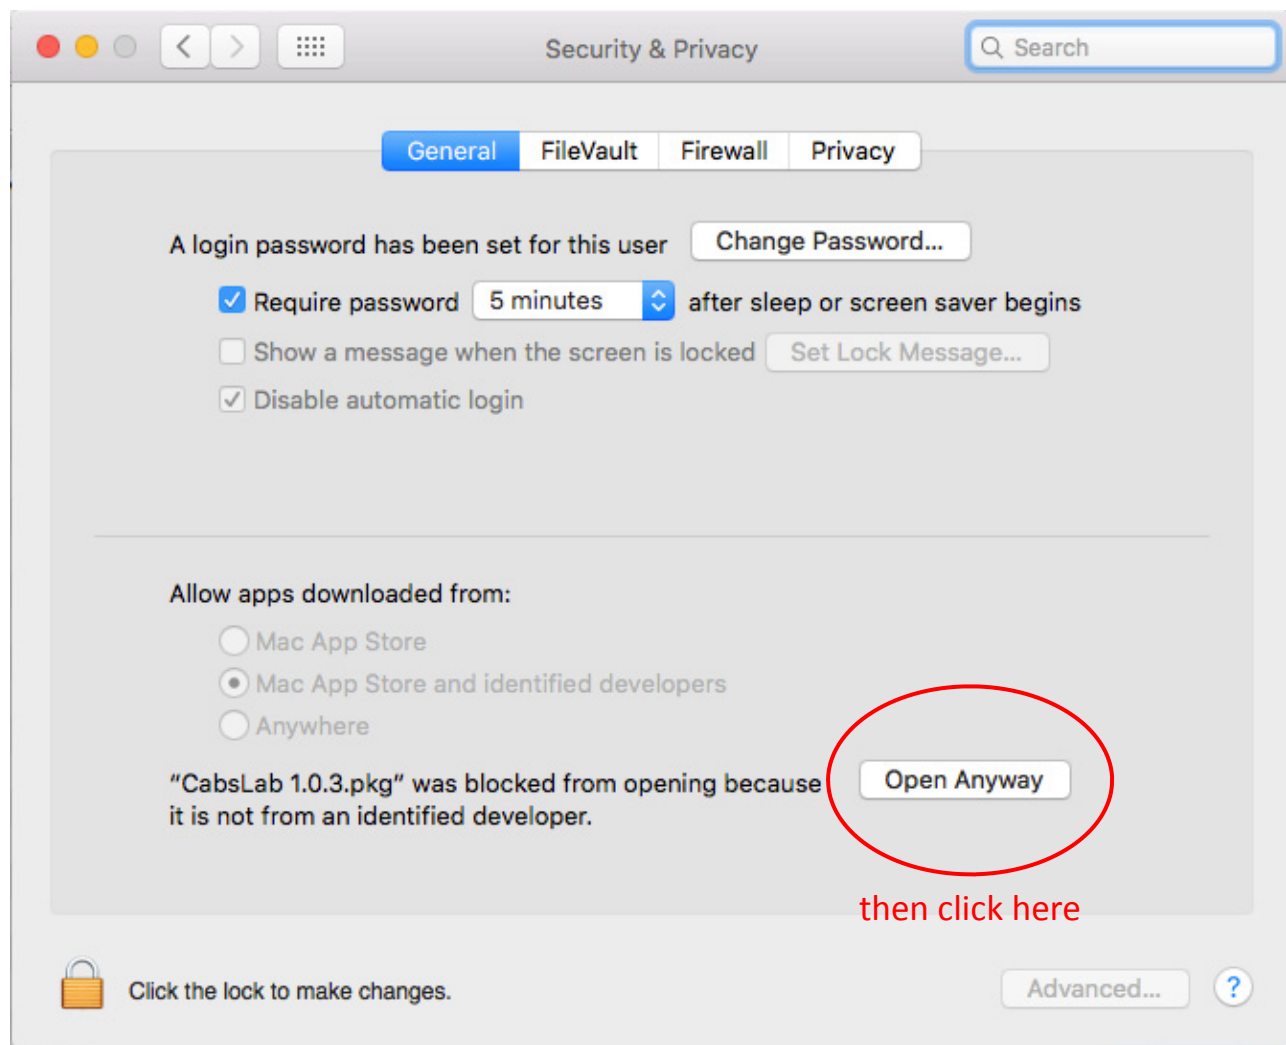 Security & Privacy
Search
General FileVault Firewall Privacy
A login password has been set for this user Change Password...
Require password 5 minutes after sleep or screen saver begins
Show a message when the screen is locked Set Lock Message...
Disable automatic login
Allow apps downloaded from:
Mac App Store
Mac App Store and identified developers
Anywhere
“CabsLab 1.0.3.pkg” was blocked from opening because Open Anyway
it is not from an identified developer.
then click here
Click the lock to make changes. Advanced... ?